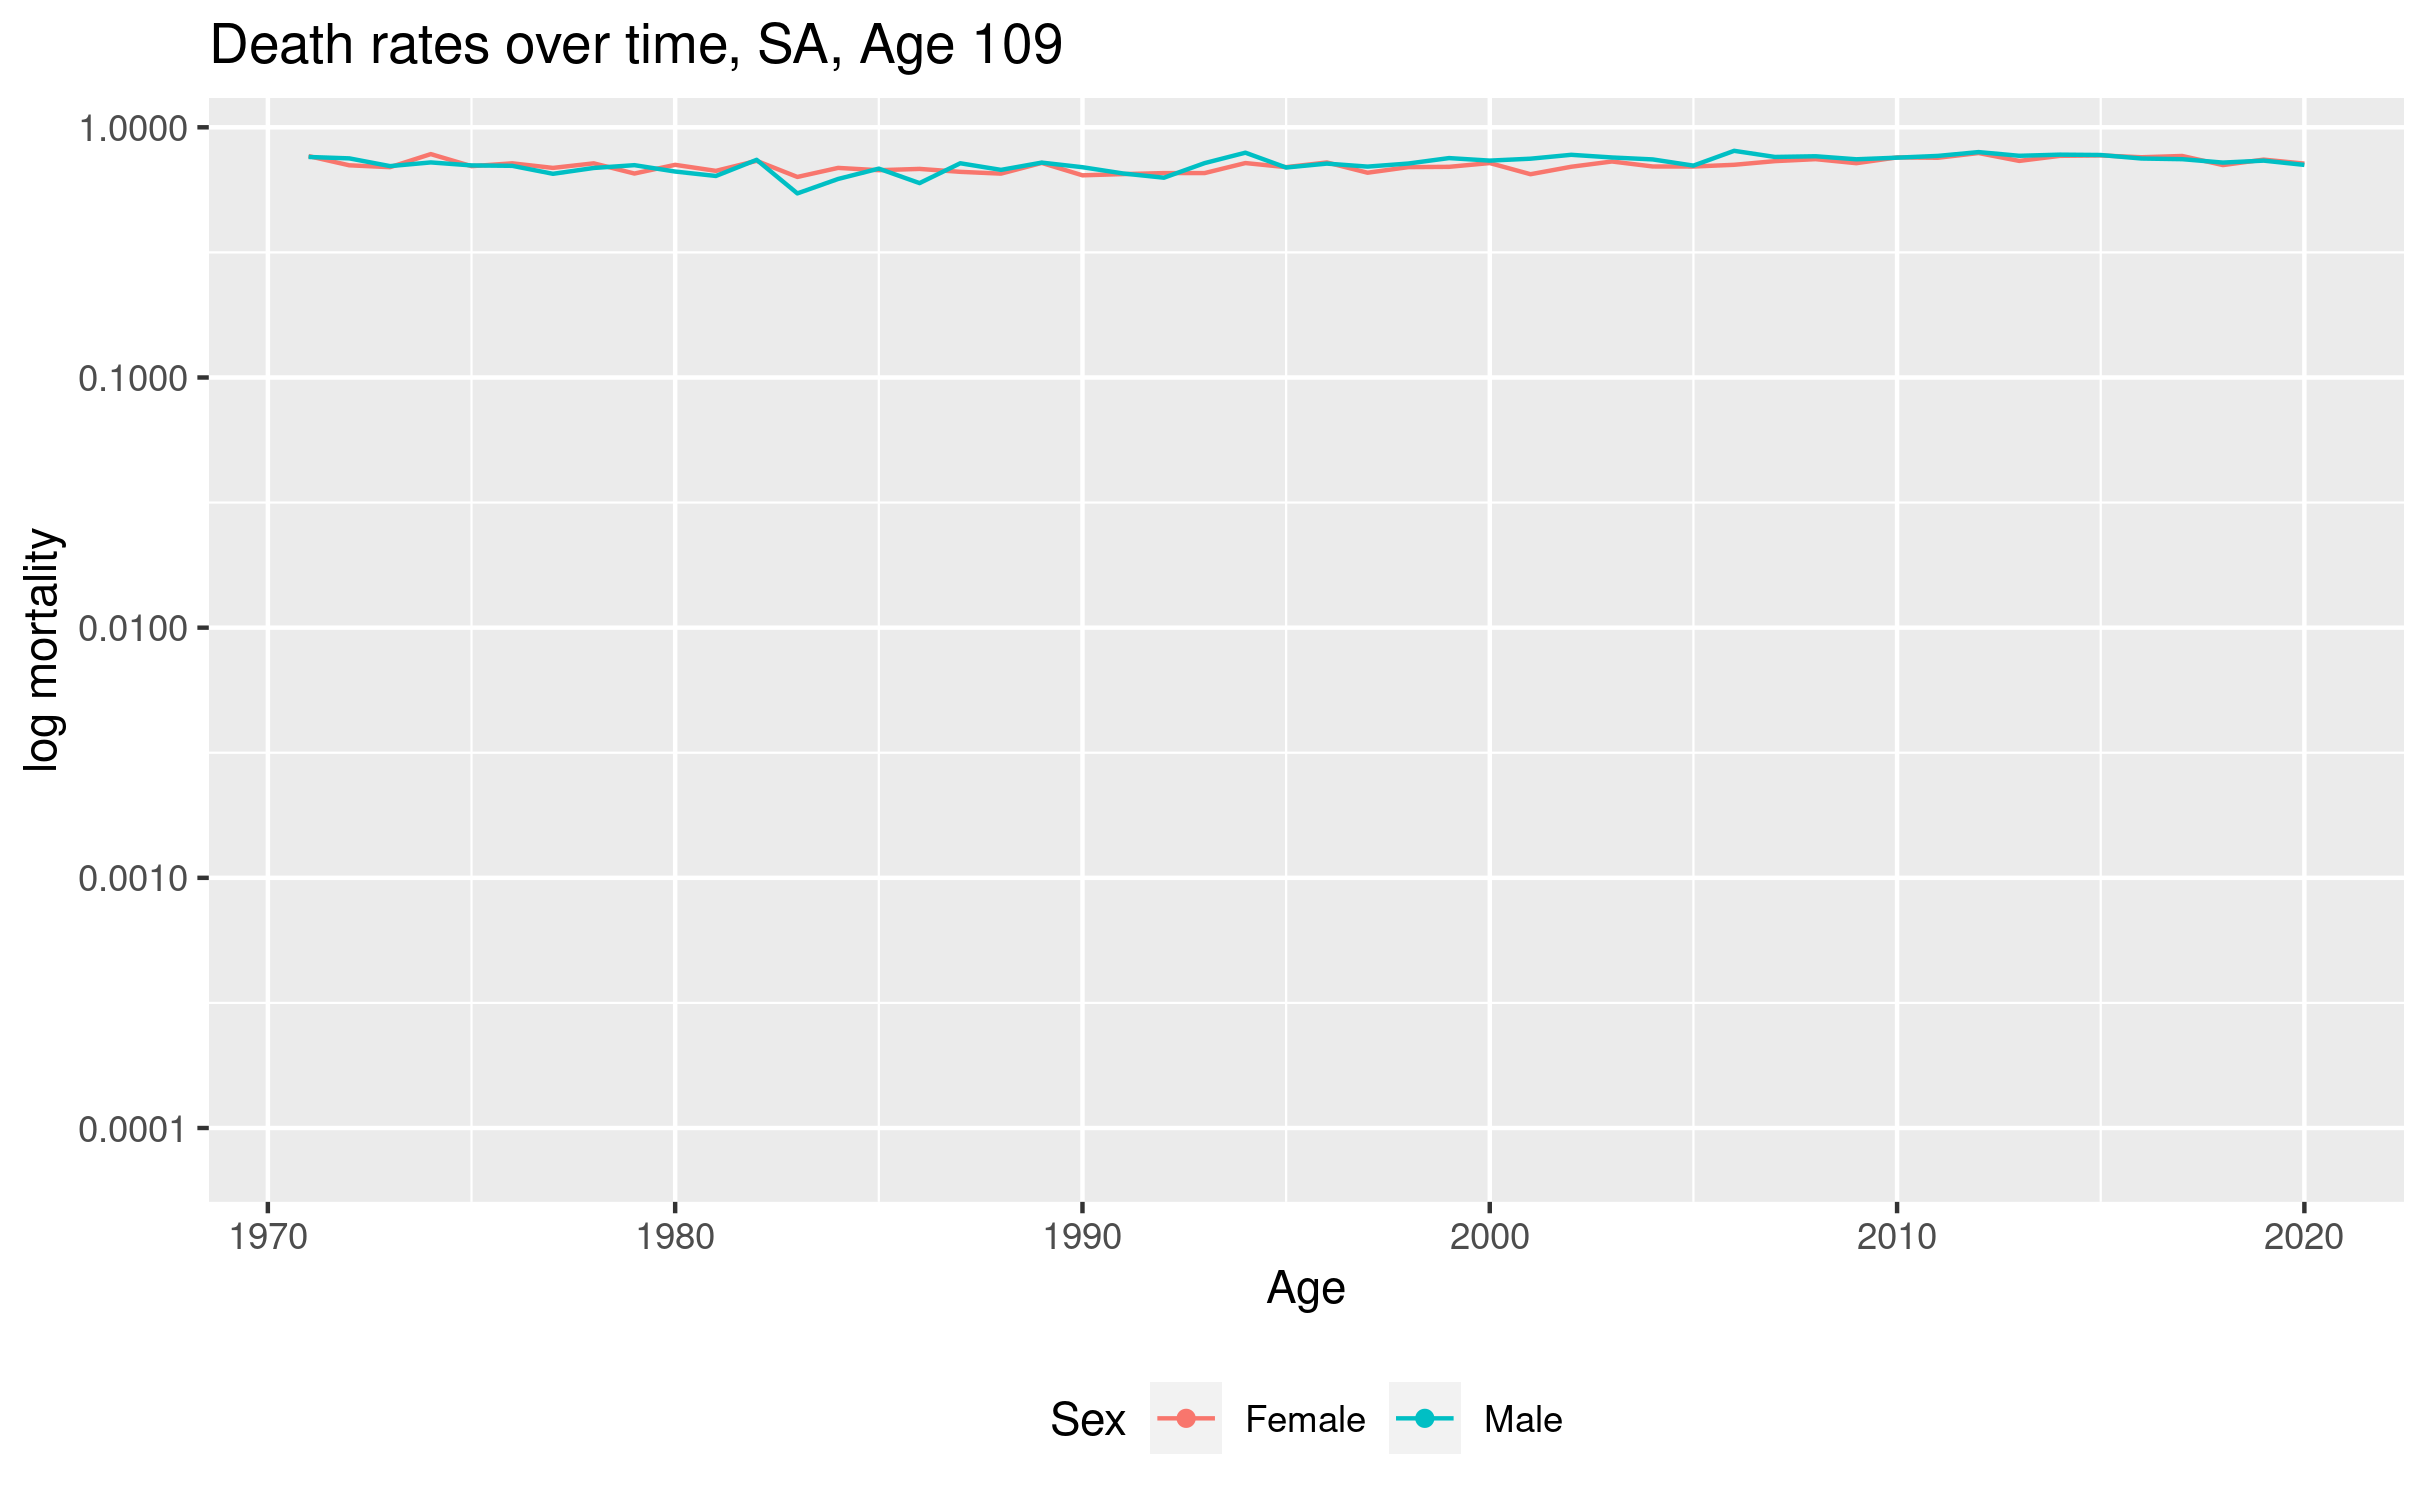 Death rates over time, SA, Age 109
log mortality
1.0000
0.1000
0.0100
0.0010
0.0001
1970 1980 1990 2000 2010 2020
Age
Sex Female Male